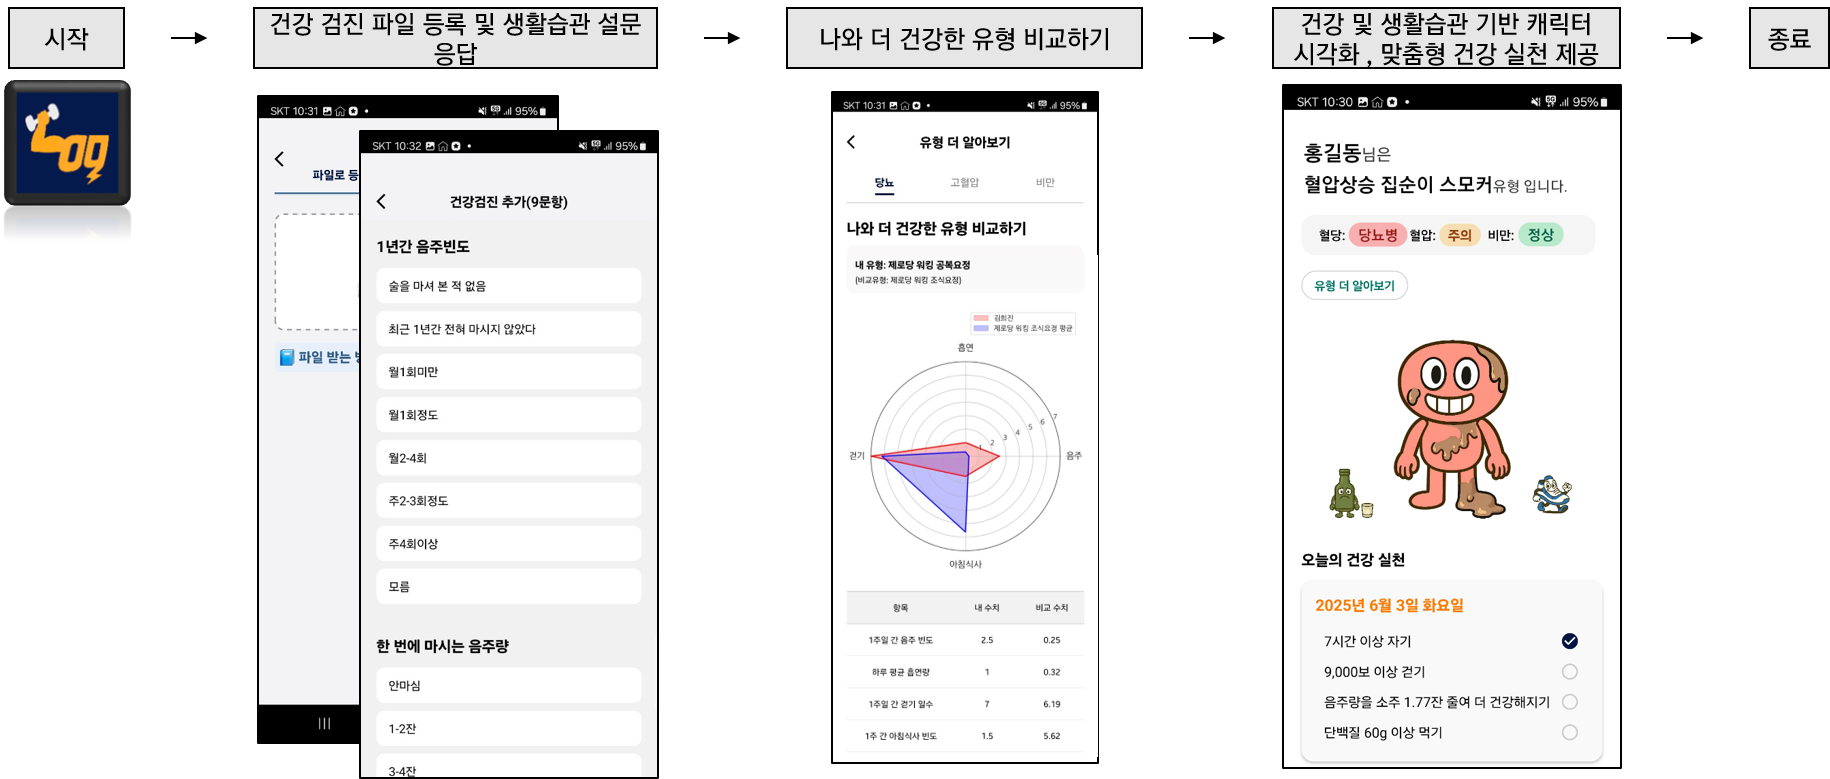 시작
건강 검진 파일 등록 및 생활습관 설문
응답
나와 더 건강한 유형 비교하기
건강 및 생활습관 기반 캐릭터
시각화 , 맞춤형 건강 실천 제공
종료
og
SKT 10:31
95%
파일로 등
파일 받는
SKT 10:32
95%
건강검진 추가(9문항)
1년간 음주빈도
술을 마셔 본 적 없음
최근 1년간 전혀 마시지 않았다
월1회미만
월1회정도
월2-4회
주2-3회정도
주4회이상
모름
한 번에 마시는 음주량
안마심
1-2잔
3-4잔
SKT 10:31
95%
유형 더 알아보기
당뇨 고혈압 비만
나와 더 건강한 유형 비교하기
내 유형: 제로당 워킹 공복요정
(비교유형: 제로당 워킹 조식요정)
김희진
제로당 워킹 조식요정 평균
흡연
1 2 3 4 5 6 7
걷기
음주
아침식사
항목 내 수치 비교 수치
1주일 간 음주 빈도 2.5 0.25
하루 평균 흡연량 1 0.32
1주일 간 걷기 일수 7 6.19
1주 간 아침식사 빈도 1.5 5.62
SKT 10:30
95%
홍길동님은
혈압상승 집순이 스모커유형 입니다.
혈당: 당뇨병 혈압: 주의 비만: 정상
유형 더 알아보기
오늘의 건강 실천
2025년 6월 3일 화요일
7시간 이상 자기
9,000보 이상 걷기
음주량을 소주 1.77잔 줄여 더 건강해지기
단백질 60g 이상 먹기